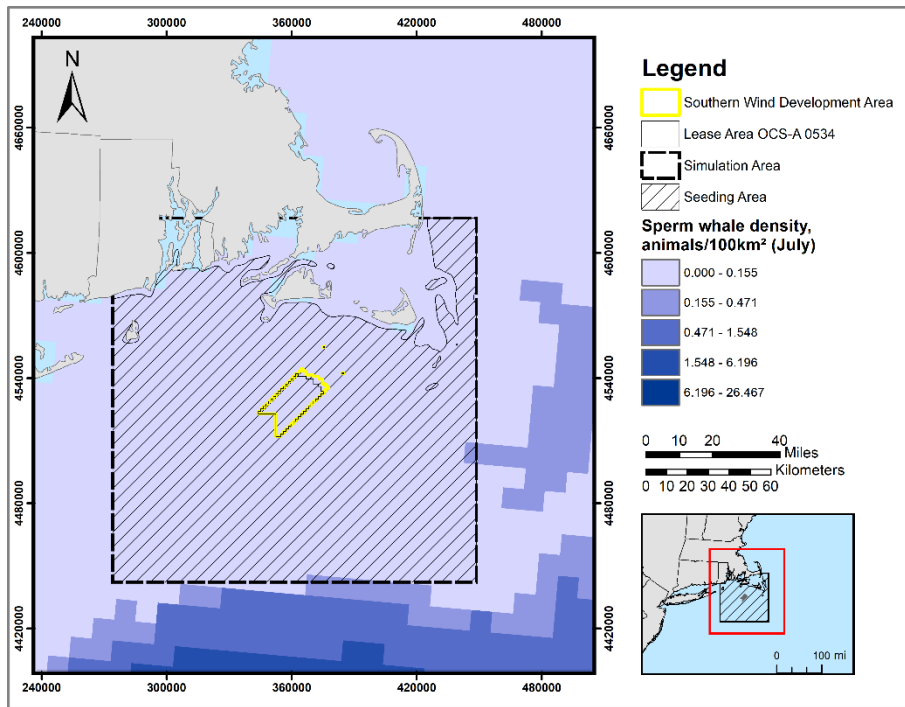 240000 300000 360000 420000 480000
N
4660000
4600000
4540000
4480000
4420000
4660000
4600000
4540000
4480000
4420000
240000 300000 360000 420000 480000
Legend
Southern Wind Development Area
Lease Area OCS-A 0534
Simulation Area
Seeding Area
Sperm whale density,
animals/100km² (July)
0.000 - 0.155
0.155 - 0.471
0.471 - 1.548
1.548 - 6.196
6.196 - 26.467
0 10 20 40
Miles
Kilometers
0 10 20 30 40 50 60
0 100 mi